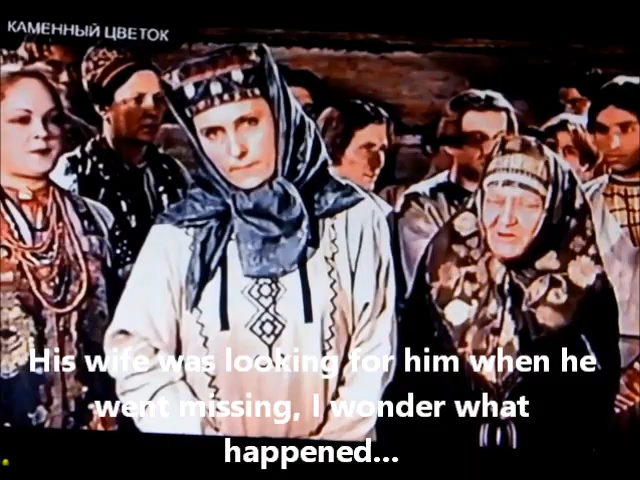 КАМЕННЫЙ ЦВЕТОК
His wife was looking for him when he
went missing, I wonder what
happened...